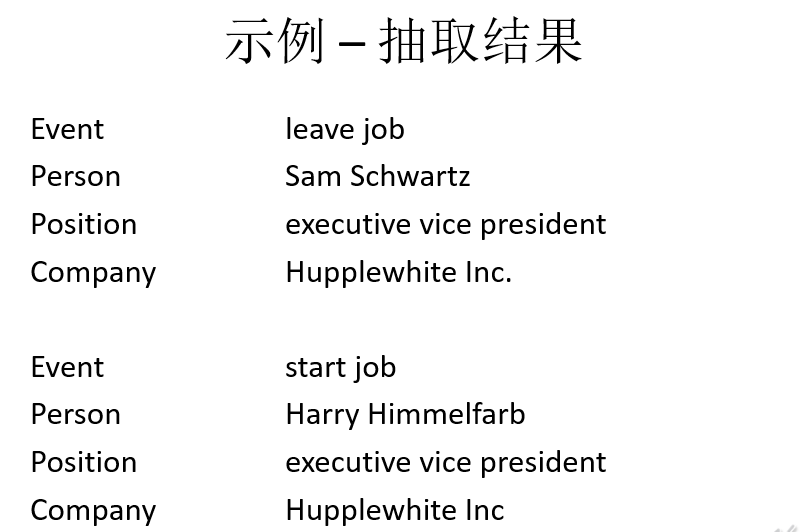 示例 – 抽取结果
Event leave job
Person Sam Schwartz
Position executive vice president
Company Hupplewhite Inc.
Event start job
Person Harry Himmelfarb
Position executive vice president
Company Hupplewhite Inc